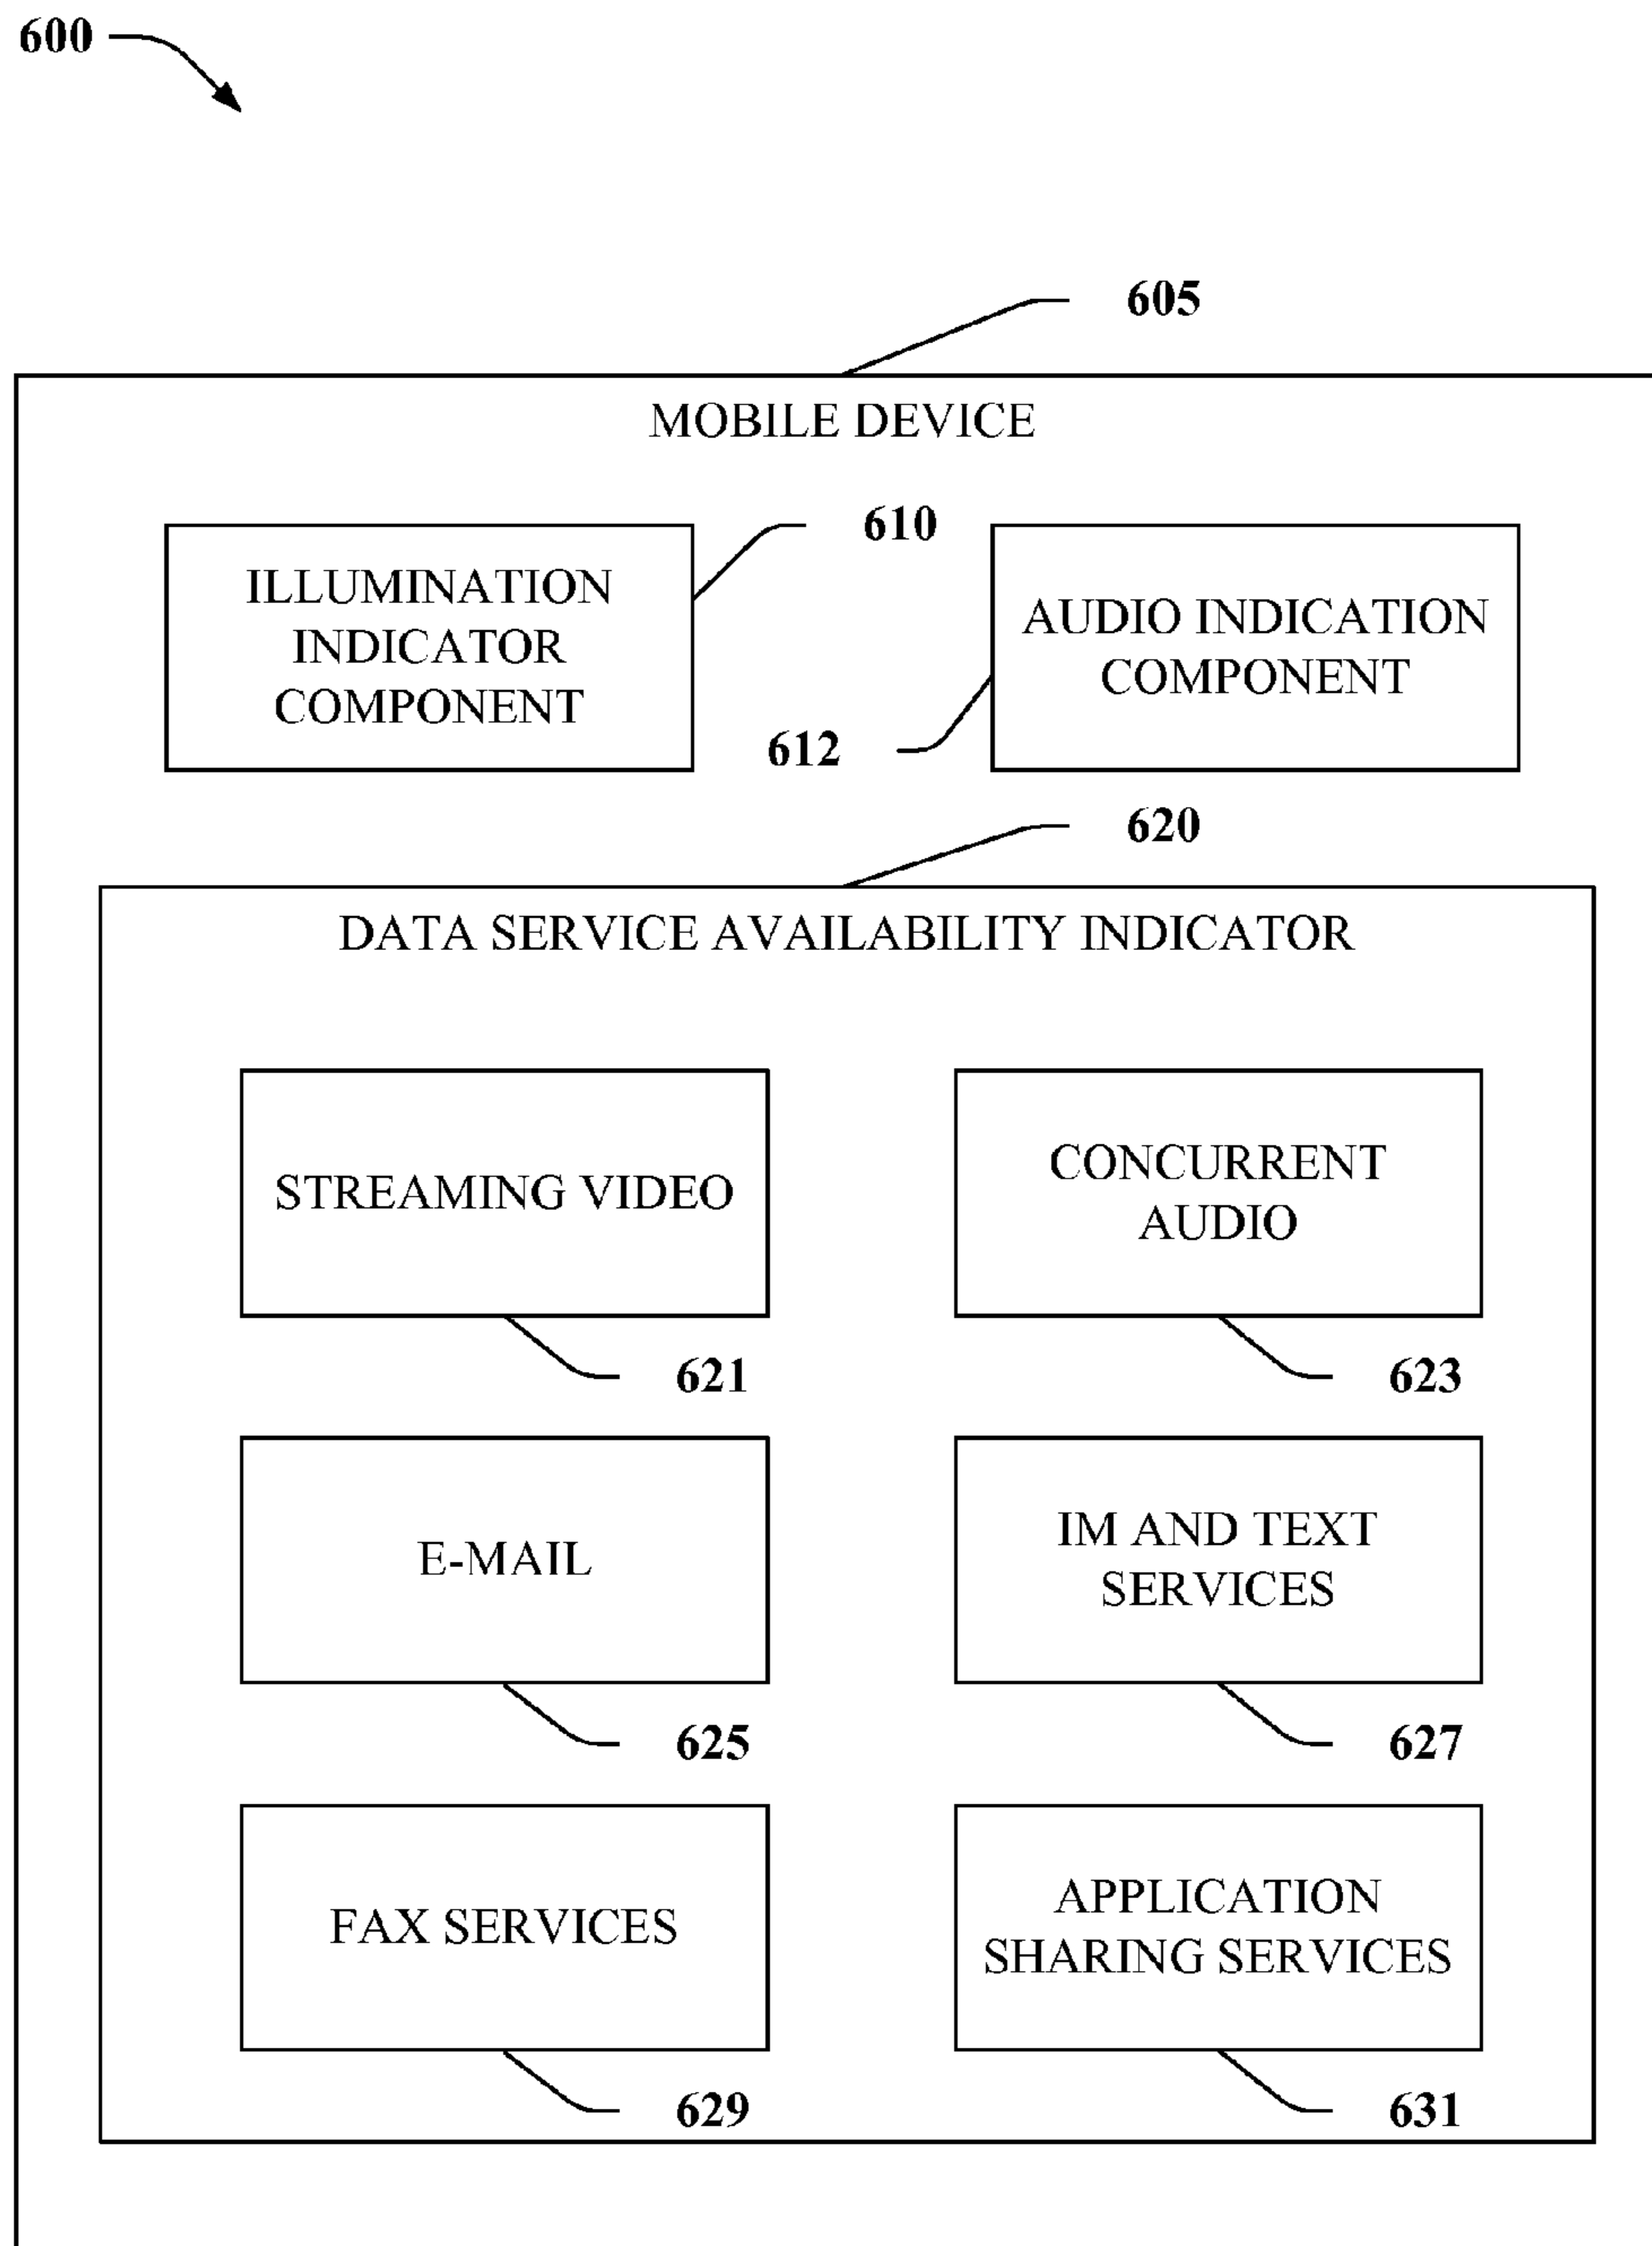 600
605
MOBILE DEVICE
610
ILLUMINATION
INDICATOR
COMPONENT
AUDIO INDICATION
COMPONENT
612
620
DATA SERVICE AVAILABILITY INDICATOR
STREAMING VIDEO
621
CONCURRENT
AUDIO
623
E-MAIL
625
IM AND TEXT
SERVICES
627
FAX SERVICES
629
APPLICATION
SHARING SERVICES
631